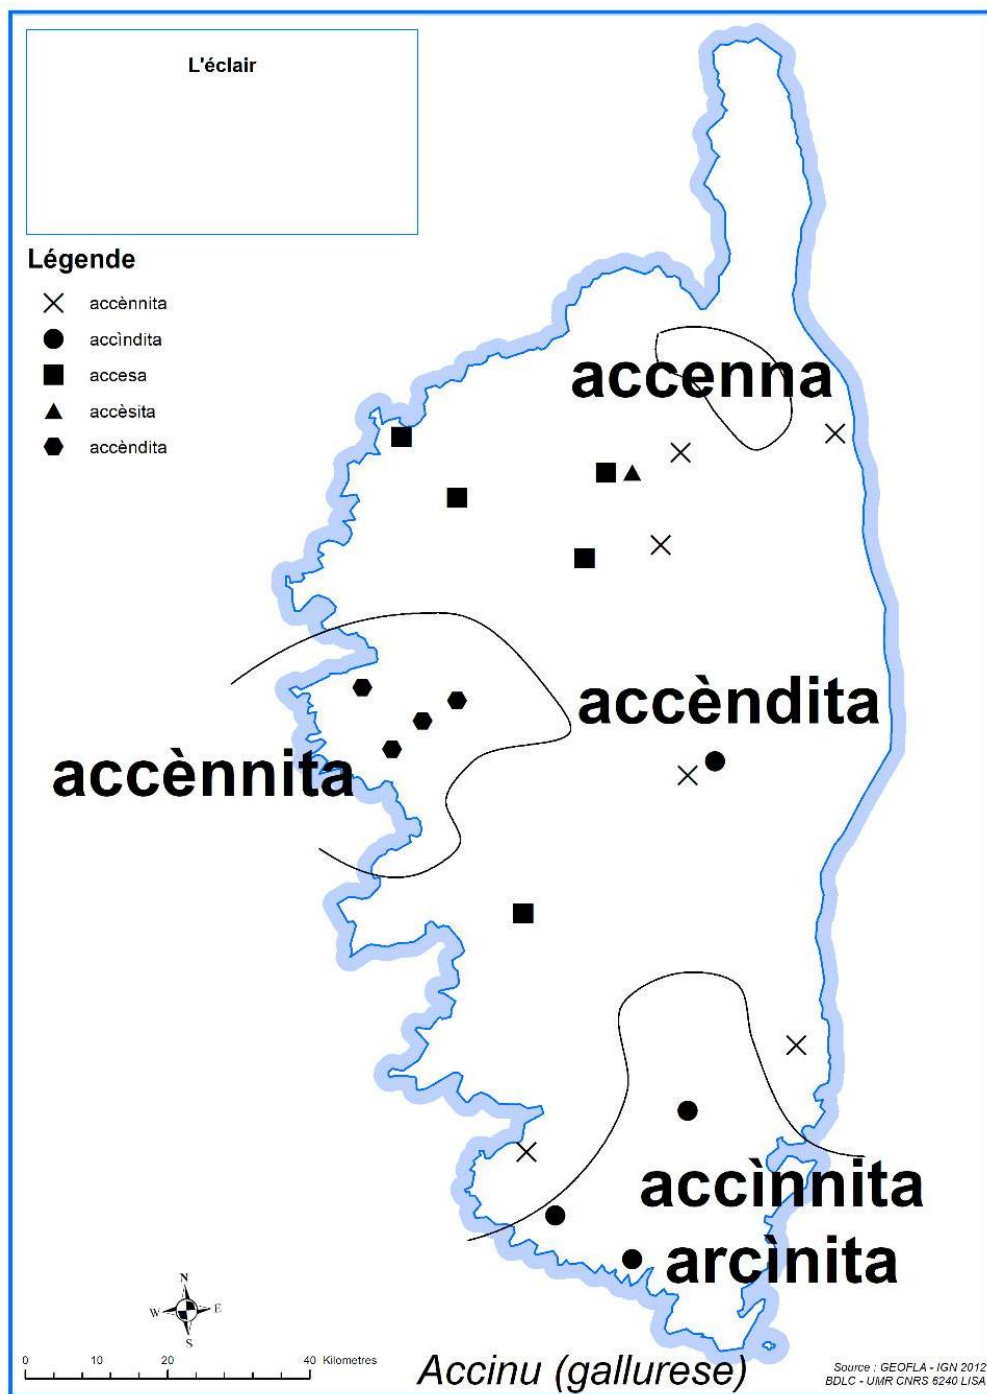 L'éclair
Légende
accènnita
accìndita
accesa
accèsita
accèndita
accenna
accèndita
accènnita
accìnnita
arcìnita
N
W E
S
0 10 20 40 Kilometres
Accinu (gallurese)
Source : GEOFLA - IGN 2012
BDLC - UMR CNRS 6240 LISA